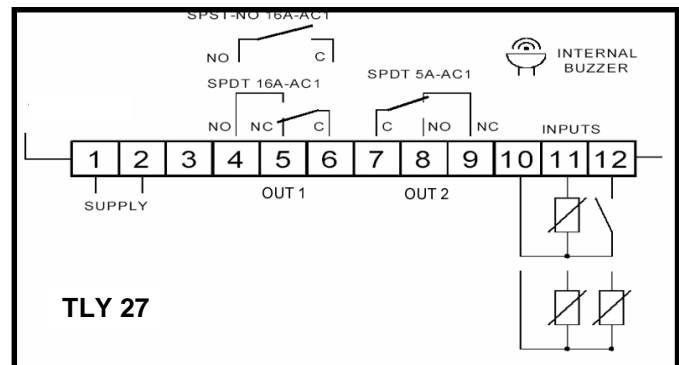 SPST-NO 16A-AC1
NO C
INTERNAL
BUZZER
SPDT 16A-AC1
SPDT 5A-AC1
NO NC C C NO NC INPUTS
1 2 3 4 5 6 7 8 9 10 11 12
SUPPLY
OUT 1
OUT 2
TLY 27